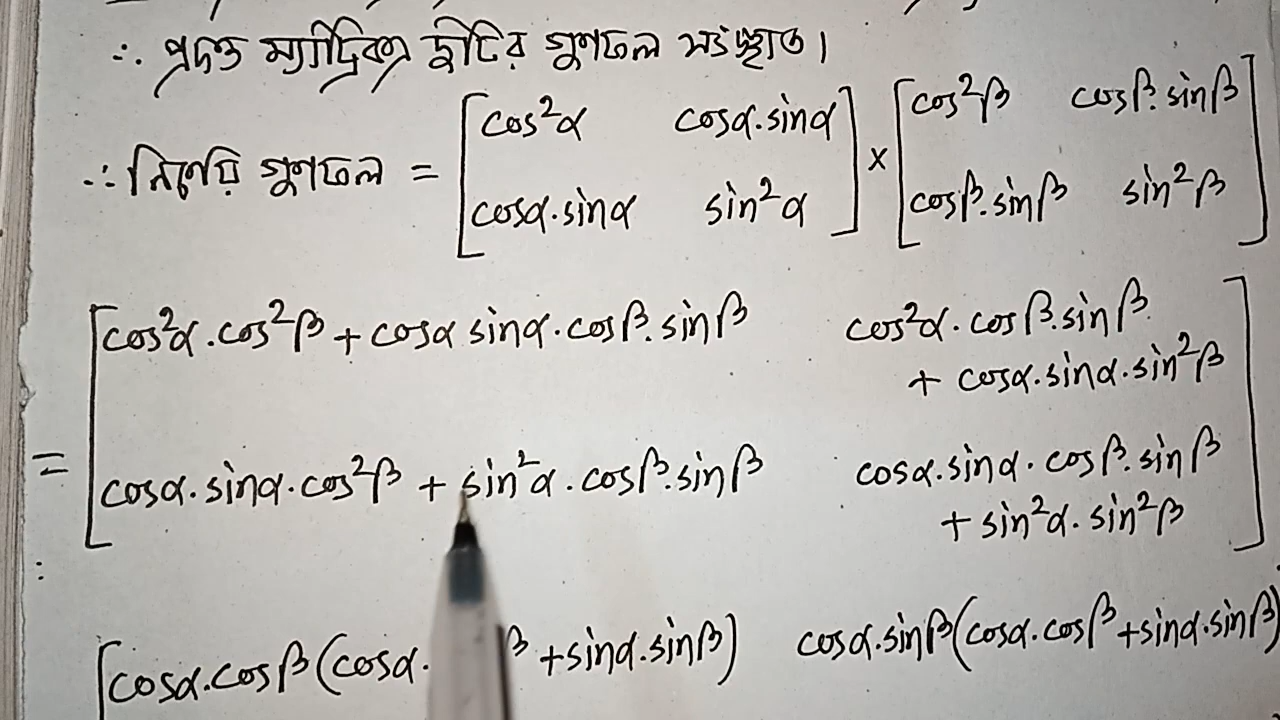 ∴ প্রদত্ত ম্যাট্রিক্স দুটির গুণফল সংজ্ঞাত।
∴ নির্ণেয় গুণফল = [cos²α cosα.sinα cosα.sinα sin²α] × [cos²β cosβ.sinβ cosβ.sinβ sin²β]
= [cos²α.cos²β + cosα sinα.cosβ.sinβ cos²α.cosβ.sinβ
+ cosα.sinα.sin²β
cosα.sinα.cos²β + sin²α.cosβ.sinβ cosα.sinα.cosβ.sinβ
+ sin²α.sin²β]
[cosα.cosβ(cosα. β +sinα.sinβ) cosα.sinβ(cosα.cosβ+sinα.sinβ)